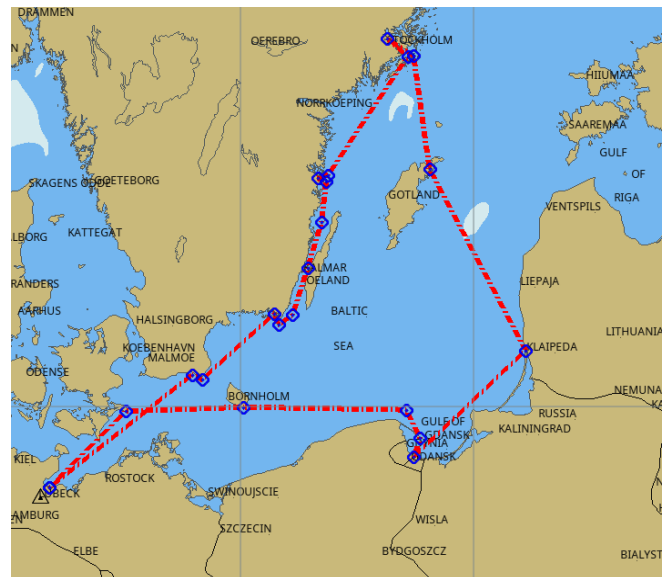 DRAMMEN
OEREBRO
STOCKHOLM
HIIUMAA
NORRKOEPING
SAAREMAA
GULF
OF
RIGA
SKAGENS ODDE
GOETEBORG
GOTLAND
VENTSPILS
KATTEGAT
ALBORG
RANDERS
KALMAR
OELAND
LIEPAJA
AARHUS
HALSINGBORG
BALTIC
SEA
LITHUANIA
KOEBENHAVN
MALMOE
KLAIPEDA
ODENSE
BORNHOLM
NEMUNA
KA
RUSSIA
GULF OF
GDANSK
KALININGRAD
GDYNIA
GDANSK
KIEL
ROSTOCK
SWINOUJSCIE
BECK
AMBURG
EN
SZCZECIN
WISLA
ELBE
BYDGOSZCZ
BIALYST